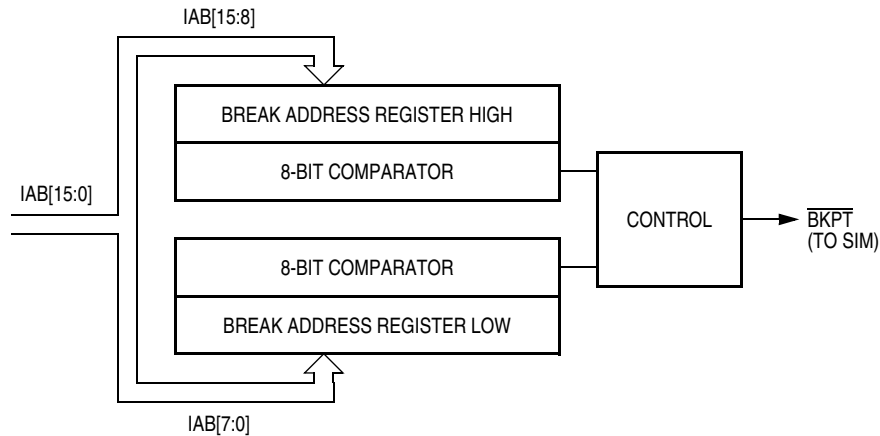 IAB[15:8]
BREAK ADDRESS REGISTER HIGH
8-BIT COMPARATOR
IAB[15:0]
CONTROL
BKPT
(TO SIM)
8-BIT COMPARATOR
BREAK ADDRESS REGISTER LOW
IAB[7:0]